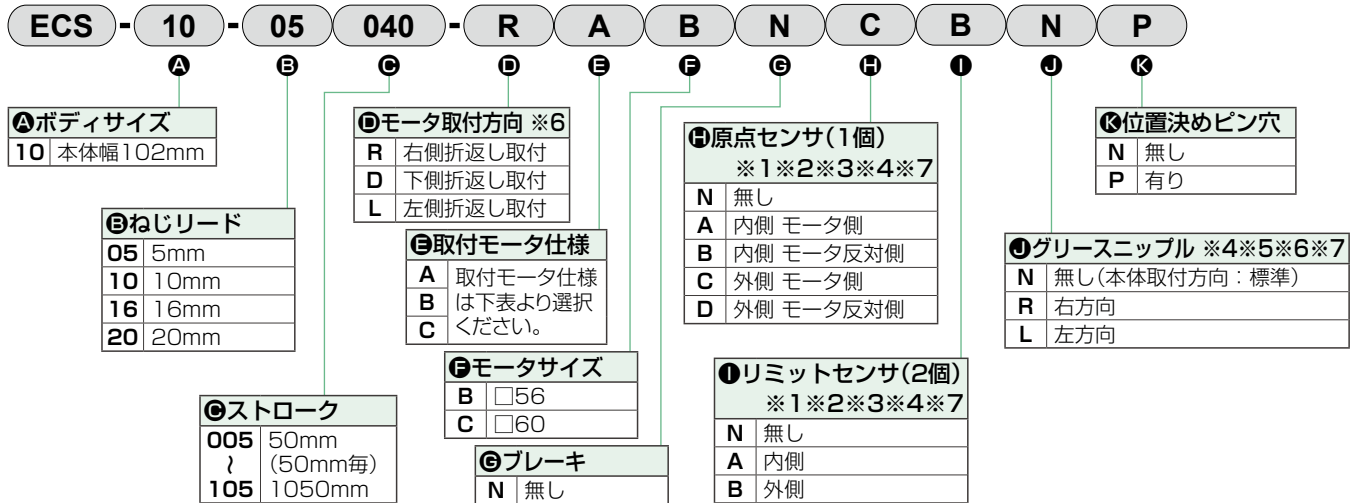 ECS - 10 - 05 040 - R A B N C B N P
Ⓐ Ⓑ Ⓒ Ⓓ Ⓔ Ⓕ Ⓖ Ⓗ Ⓘ Ⓙ Ⓚ
Ⓐボディサイズ
10 本体幅102mm
Ⓑねじリード
05 5mm
10 10mm
16 16mm
20 20mm
Ⓒストローク
005 50mm
〜 (50mm毎)
105 1050mm
Ⓓモータ取付方向 ※6
R 右側折返し取付
D 下側折返し取付
L 左側折返し取付
Ⓔ取付モータ仕様
A 取付モータ仕様
B は下表より選択
C ください。
Ⓕモータサイズ
B □56
C □60
Ⓖブレーキ
N 無し
Ⓗ原点センサ(1個)
※1※2※3※4※7
N 無し
A 内側 モータ側
B 内側 モータ反対側
C 外側 モータ側
D 外側 モータ反対側
Ⓘリミットセンサ(2個)
※1※2※3※4※7
N 無し
A 内側
B 外側
Ⓙグリースニップル ※4※5※6※7
N 無し(本体取付方向：標準)
R 右方向
L 左方向
Ⓚ位置決めピン穴
N 無し
P 有り